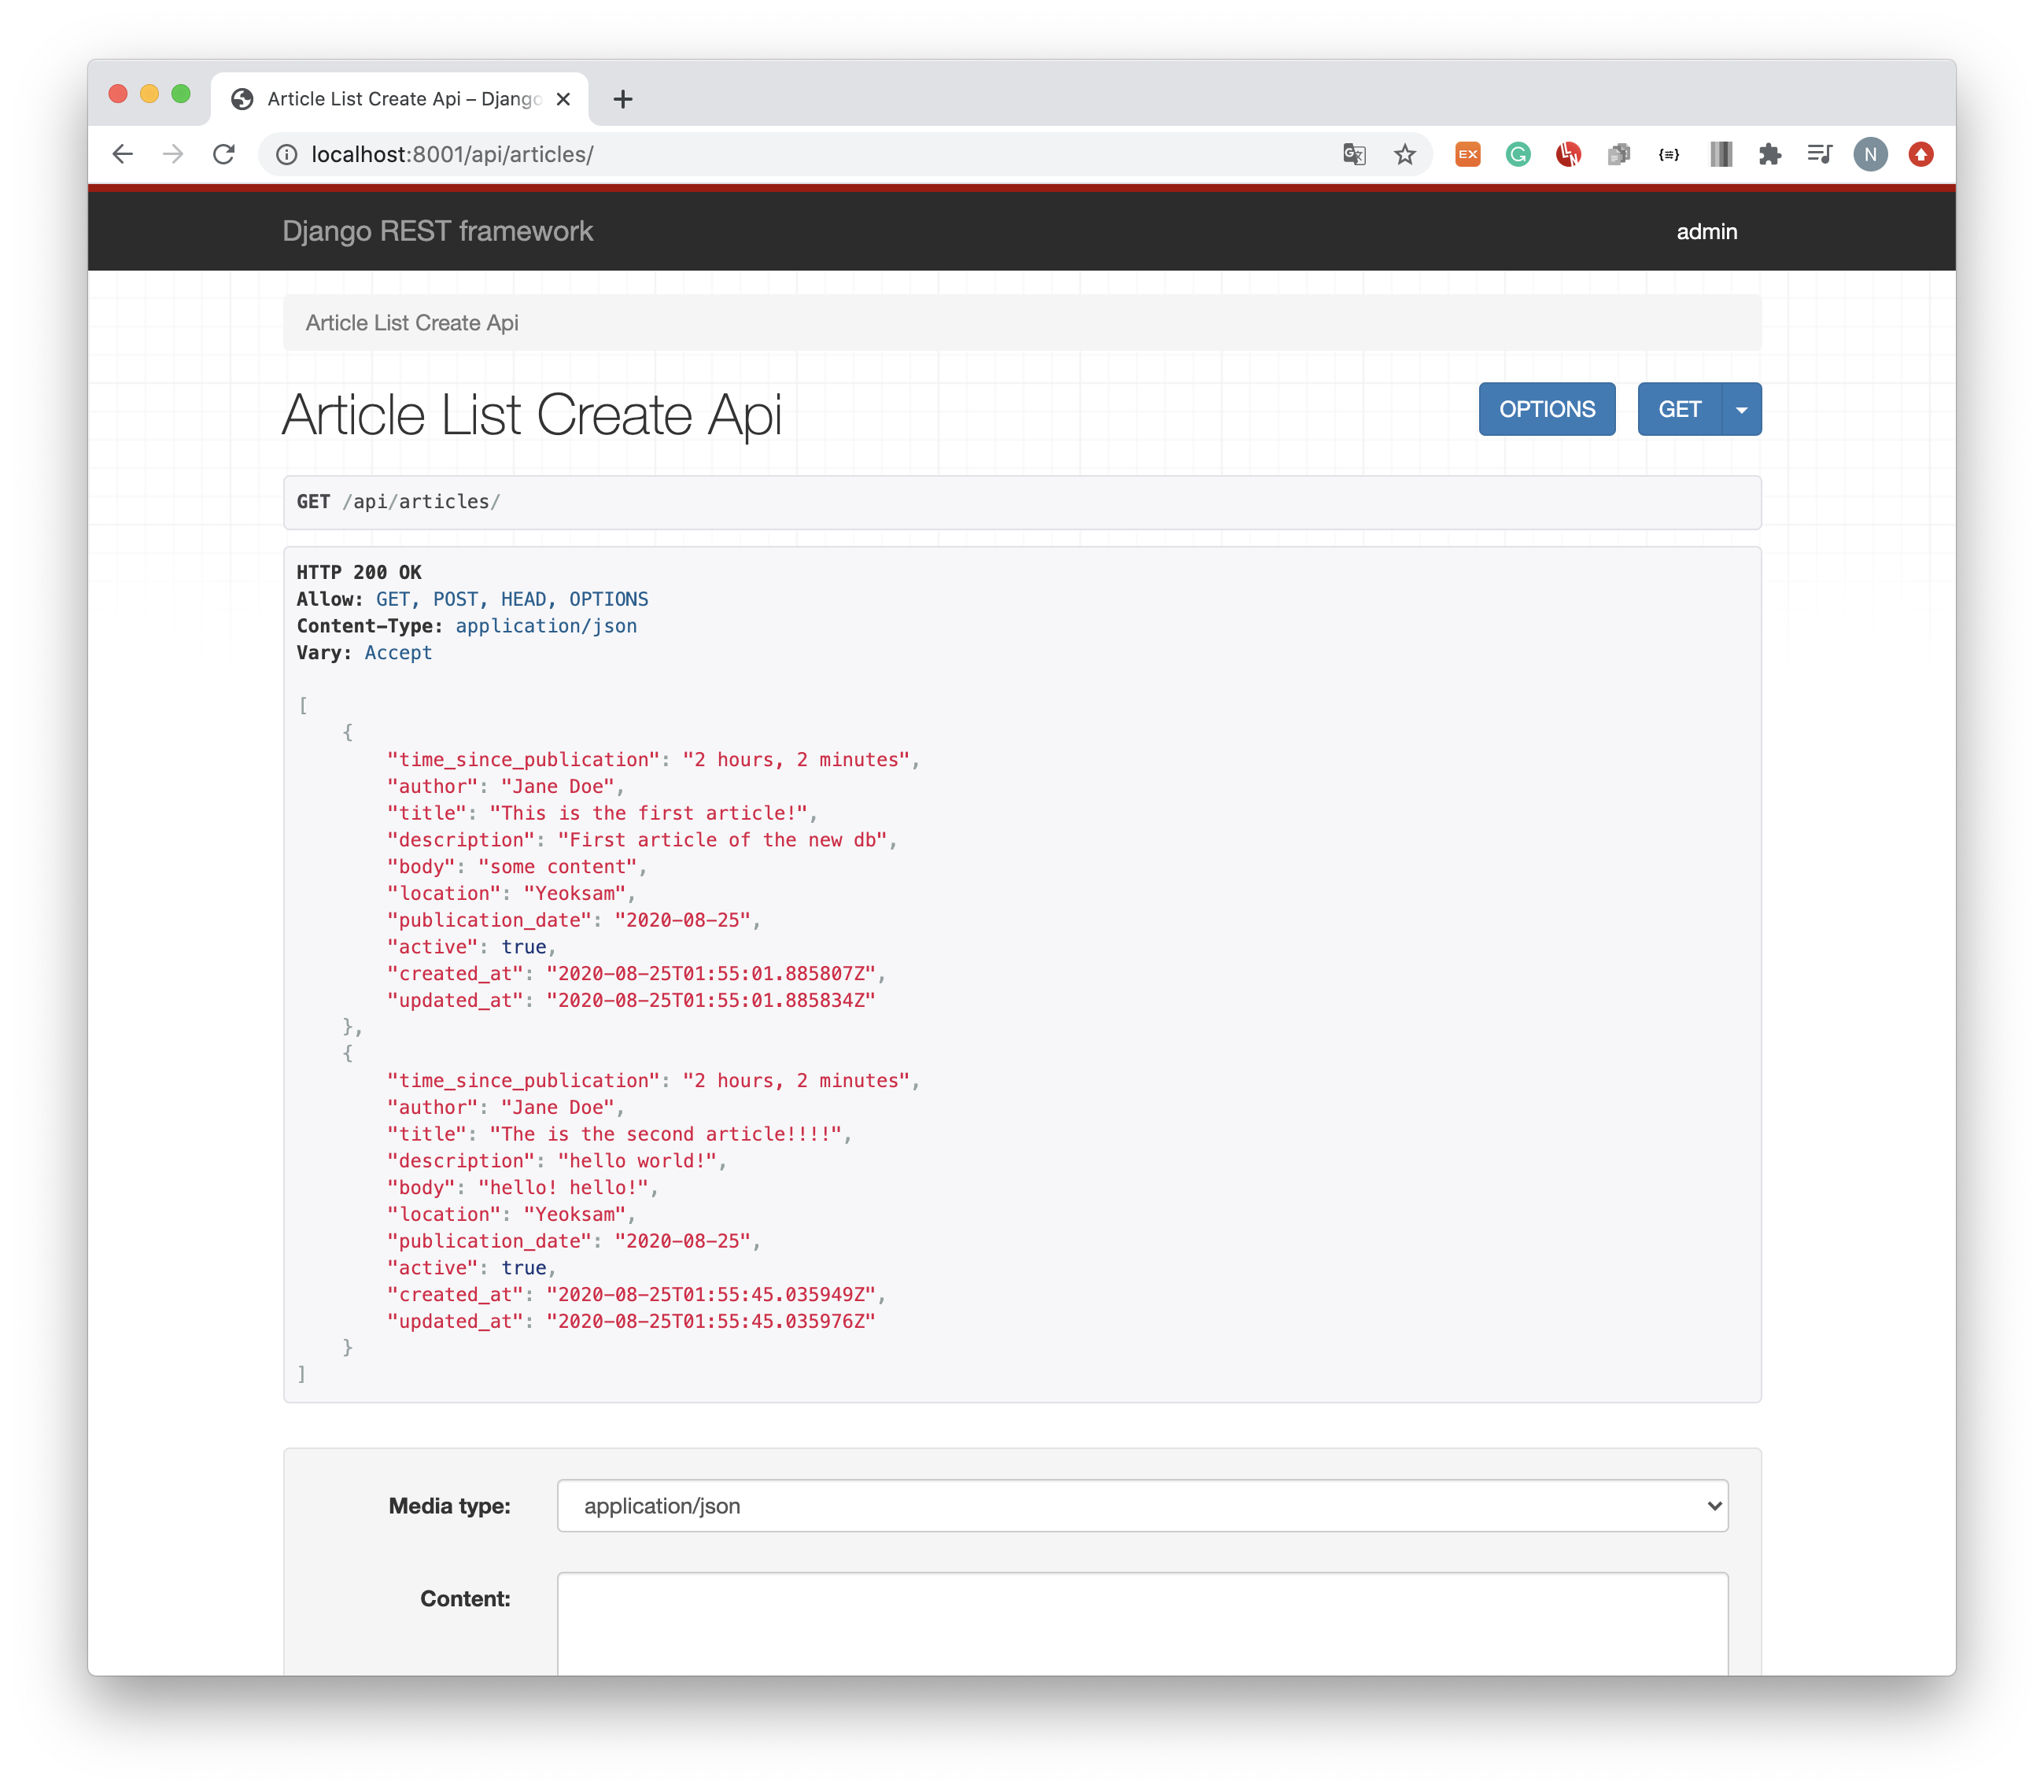 Article List Create Api – Django
localhost:8001/api/articles/
EX
{≡}
N
Django REST framework
admin
Article List Create Api
Article List Create Api
OPTIONS
GET
GET /api/articles/
HTTP 200 OK
Allow: GET, POST, HEAD, OPTIONS
Content-Type: application/json
Vary: Accept
[
    {
        "time_since_publication": "2 hours, 2 minutes",
        "author": "Jane Doe",
        "title": "This is the first article!",
        "description": "First article of the new db",
        "body": "some content",
        "location": "Yeoksam",
        "publication_date": "2020-08-25",
        "active": true,
        "created_at": "2020-08-25T01:55:01.885807Z",
        "updated_at": "2020-08-25T01:55:01.885834Z"
    },
    {
        "time_since_publication": "2 hours, 2 minutes",
        "author": "Jane Doe",
        "title": "The is the second article!!!!",
        "description": "hello world!",
        "body": "hello! hello!",
        "location": "Yeoksam",
        "publication_date": "2020-08-25",
        "active": true,
        "created_at": "2020-08-25T01:55:45.035949Z",
        "updated_at": "2020-08-25T01:55:45.035976Z"
    }
]
Media type:
application/json
Content: